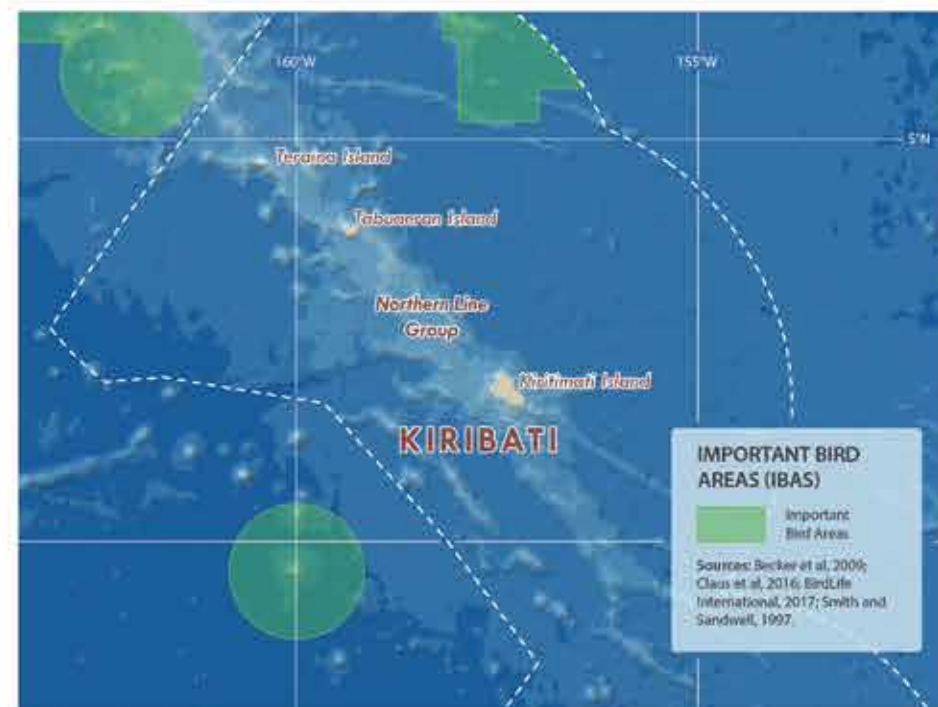 160°W
155°W
5°N
Teraina Island
Tabuaeran Island
Northern Line
Group
Kiritimati Island
KIRIBATI
IMPORTANT BIRD
AREAS (IBAS)
Important
Bird Areas
Sources: Becker et al, 2009;
Claus et al, 2016; BirdLife
International, 2017; Smith and
Sandwell, 1997.